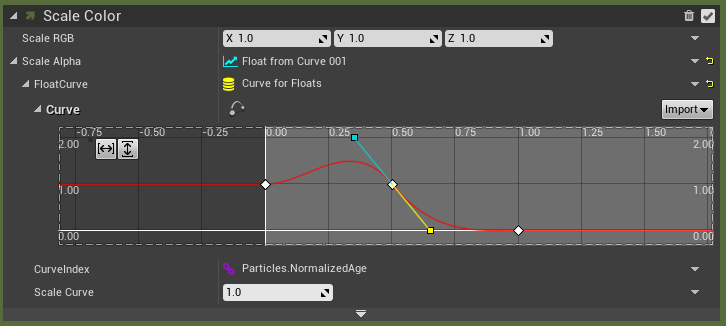 Scale Color
Scale RGB X 1.0 Y 1.0 Z 1.0
Scale Alpha Float from Curve 001
FloatCurve Curve for Floats
Curve Import
-0.75 -0.50 -0.25 0.00 0.25 0.50 0.75 1.00 1.25 1.50
2.00 2.00
1.00 1.00
0.00 0.00
CurveIndex Particles.NormalizedAge
Scale Curve 1.0